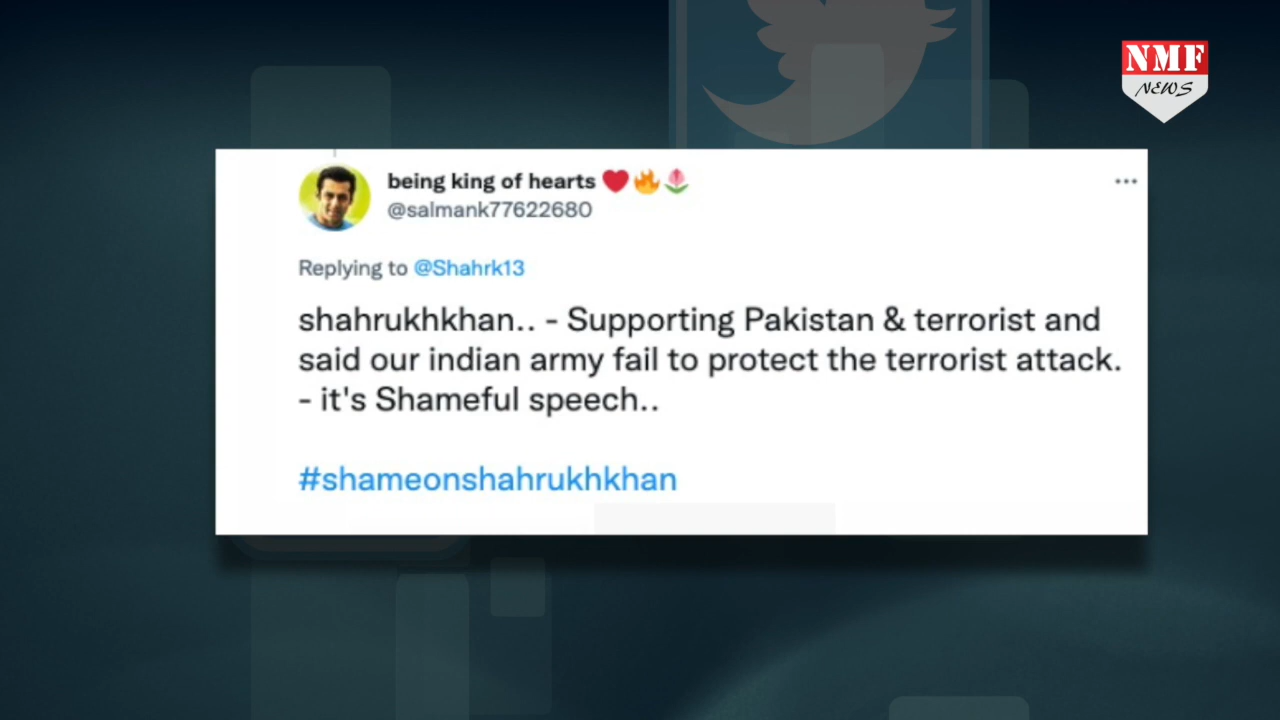 NMF
NEWS
being king of hearts ❤️🔥🌷
@salmank77622680
Replying to @Shahrk13
shahrukhkhan.. - Supporting Pakistan & terrorist and
said our indian army fail to protect the terrorist attack.
- it's Shameful speech..
#shameonshahrukhkhan